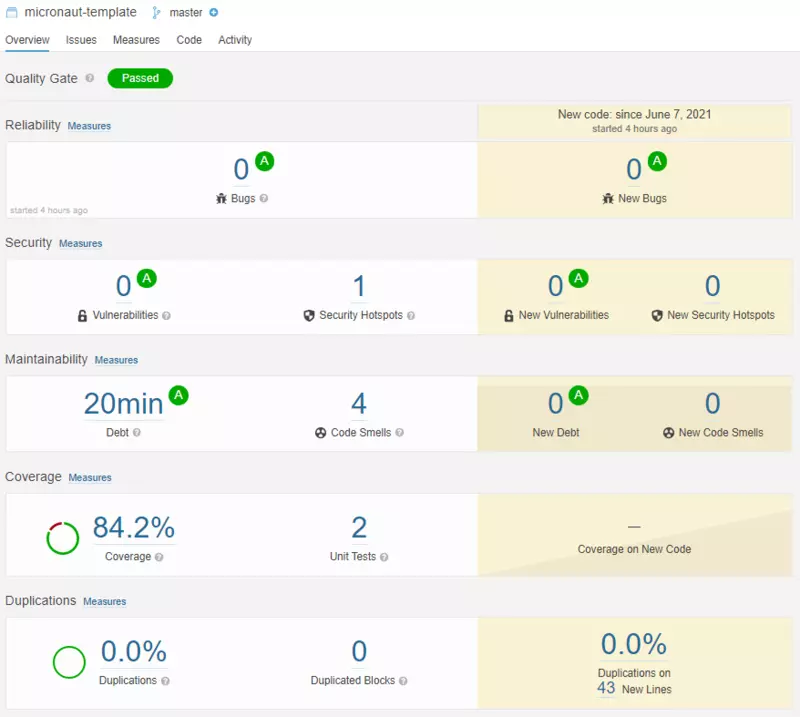 micronaut-template master
Overview Issues Measures Code Activity
Quality Gate ? Passed
New code: since June 7, 2021
started 4 hours ago
Reliability Measures
0 A
Bugs ?
started 4 hours ago
0 A
New Bugs
Security Measures
0 A
Vulnerabilities ?
1
Security Hotspots ?
0 A
New Vulnerabilities
0
New Security Hotspots
Maintainability Measures
20min A
Debt ?
4
Code Smells ?
0 A
New Debt
0
New Code Smells
Coverage Measures
84.2%
Coverage ?
2
Unit Tests ?
—
Coverage on New Code
Duplications Measures
0.0%
Duplications ?
0
Duplicated Blocks ?
0.0%
Duplications on
43 New Lines